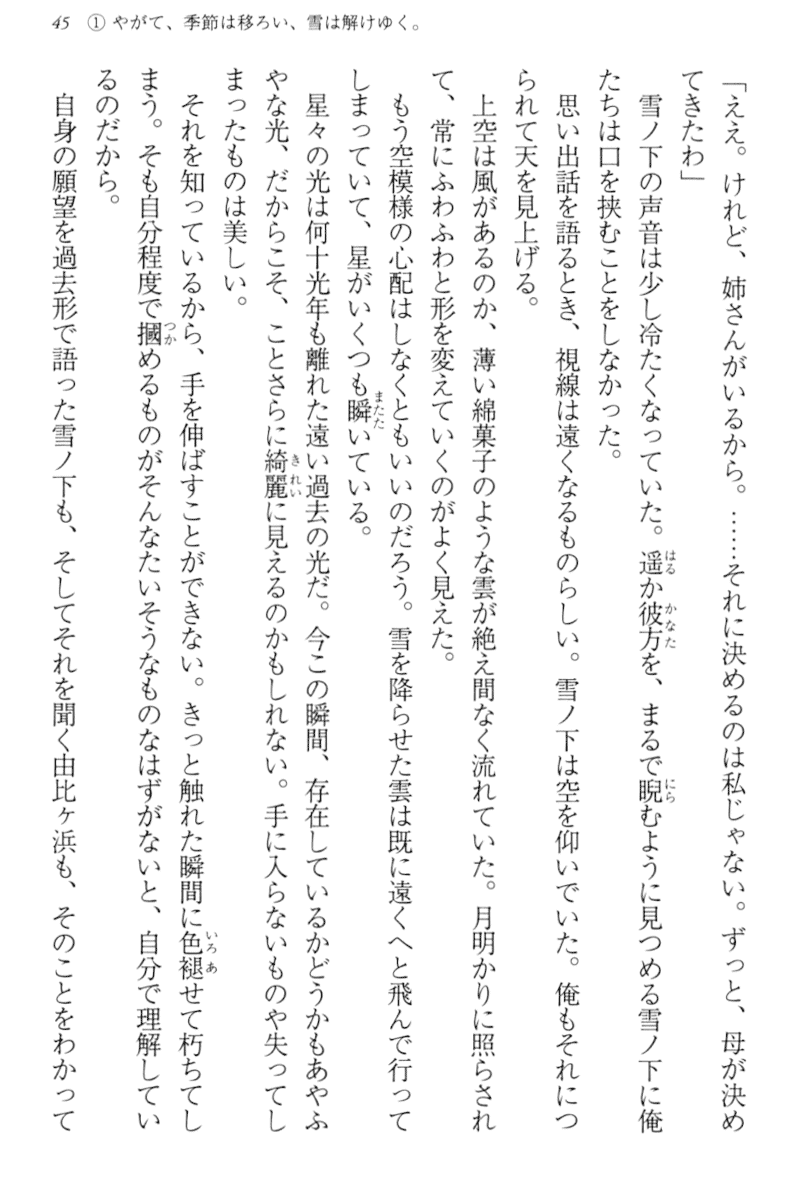 45　① やがて、季節は移ろい、雪は解けゆく。
「ええ。けれど、姉さんがいるから。……それに決めるのは私じゃない。ずっと、母が決め
てきたわ」
　雪ノ下の声音は少し冷たくなっていた。遥か彼方を、まるで睨むように見つめる雪ノ下に俺
たちは口を挟むことをしなかった。
　思い出話を語るとき、視線は遠くなるものらしい。雪ノ下は空を仰いでいた。俺もそれにつ
られて天を見上げる。
　上空は風があるのか、薄い綿菓子のような雲が絶え間なく流れていた。月明かりに照らされ
て、常にふわふわと形を変えていくのがよく見えた。
　もう空模様の心配はしなくともいいのだろう。雪を降らせた雲は既に遠くへと飛んで行って
しまっていて、星がいくつも瞬いている。
　星々の光は何十光年も離れた遠い過去の光だ。今この瞬間、存在しているかどうかもあやふ
やな光、だからこそ、ことさらに綺麗に見えるのかもしれない。手に入らないものや失ってし
まったものは美しい。
　それを知っているから、手を伸ばすことができない。きっと触れた瞬間に色褪せて朽ちてし
まう。そも自分程度で摑めるものがそんなたいそうなものなはずがないと、自分で理解してい
るのだから。
　自身の願望を過去形で語った雪ノ下も、そしてそれを聞く由比ヶ浜も、そのことをわかって